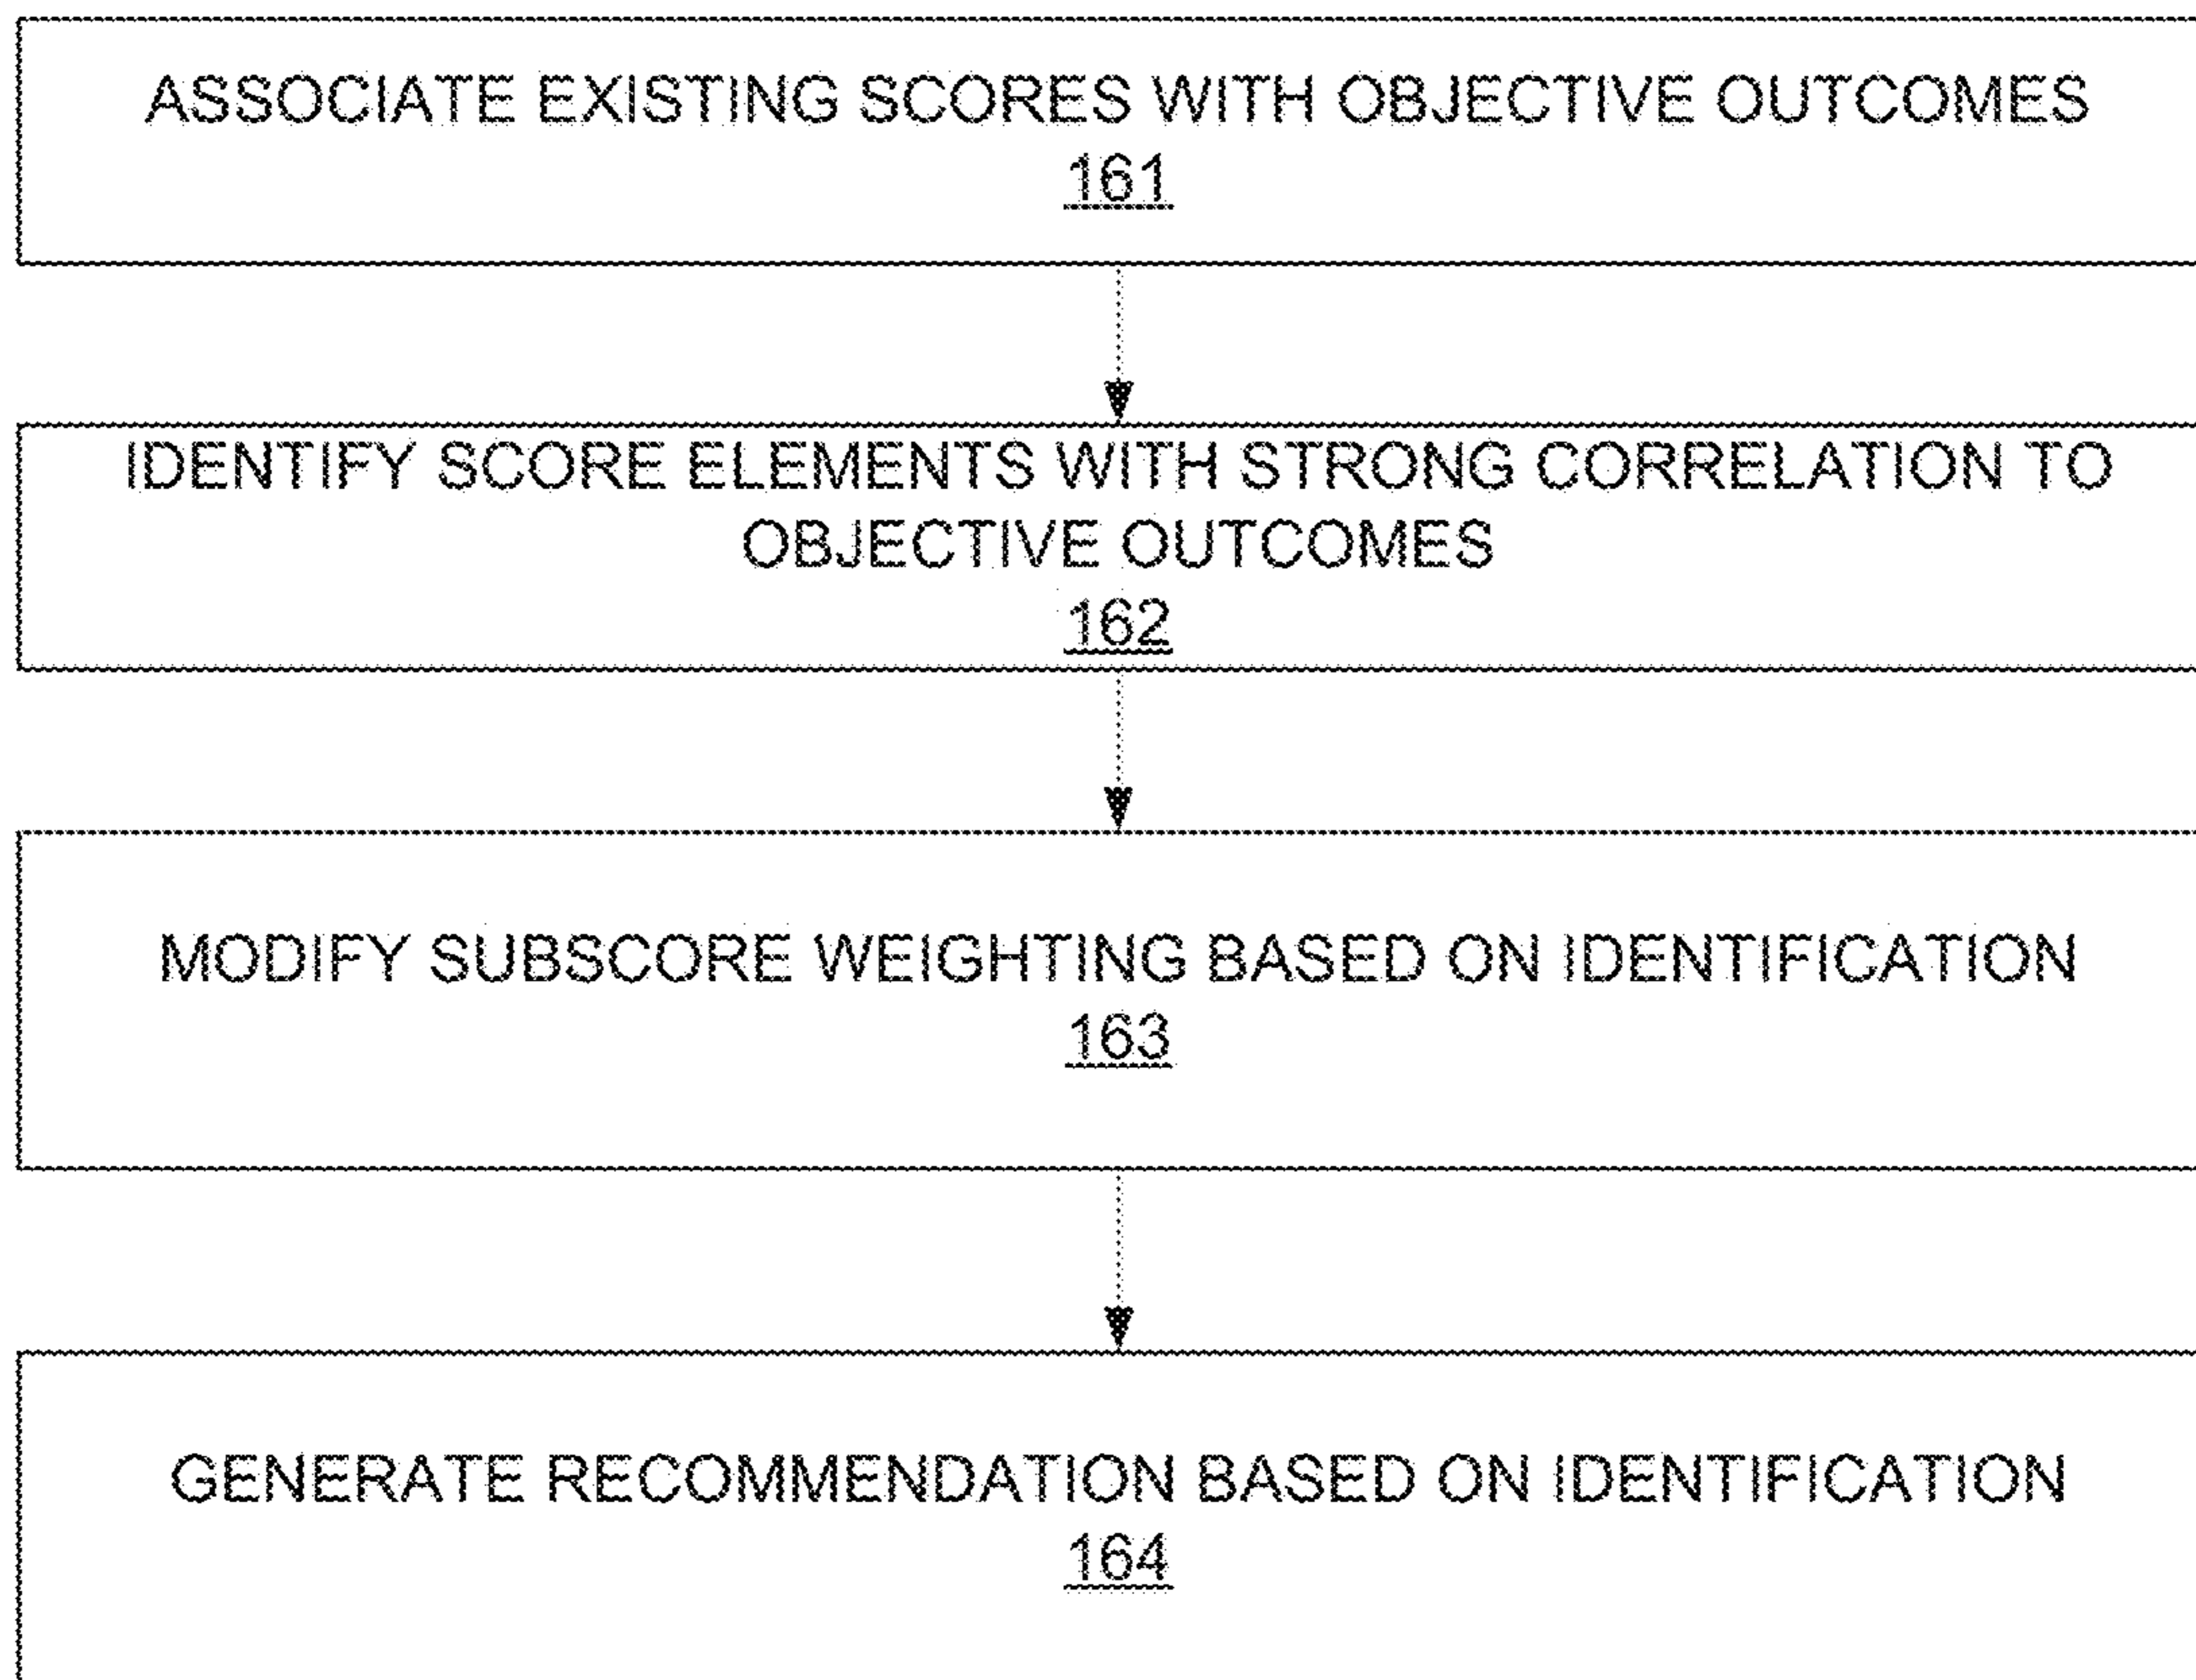 ASSOCIATE EXISTING SCORES WITH OBJECTIVE OUTCOMES
161
IDENTIFY SCORE ELEMENTS WITH STRONG CORRELATION TO
OBJECTIVE OUTCOMES
162
MODIFY SUBSCORE WEIGHTING BASED ON IDENTIFICATION
163
GENERATE RECOMMENDATION BASED ON IDENTIFICATION
164